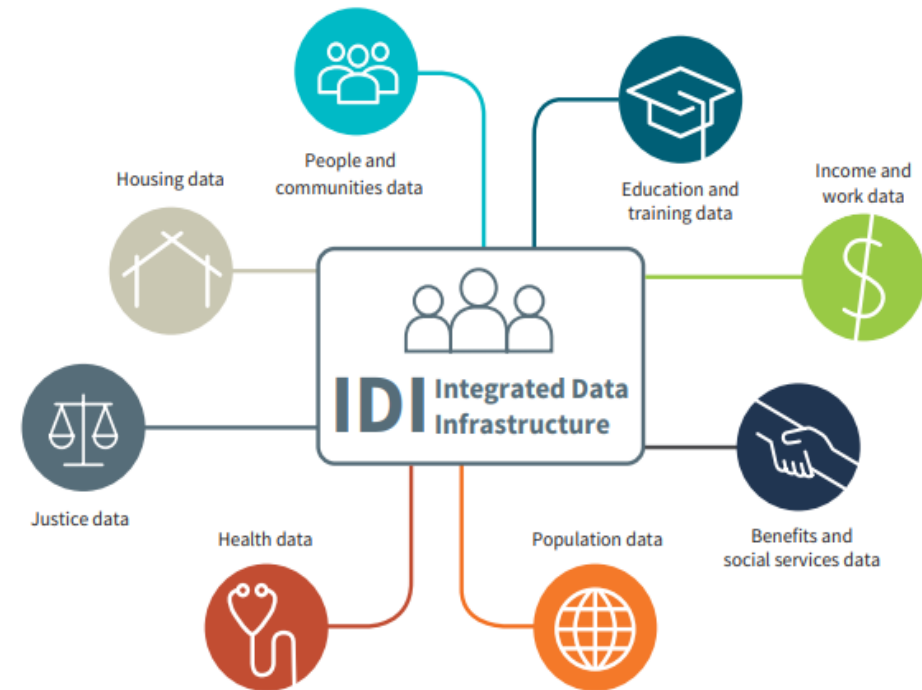 People and
communities data
Education and
training data
Housing data
Income and
work data
IDI Integrated Data
Infrastructure
Justice data
Health data
Population data
Benefits and
social services data